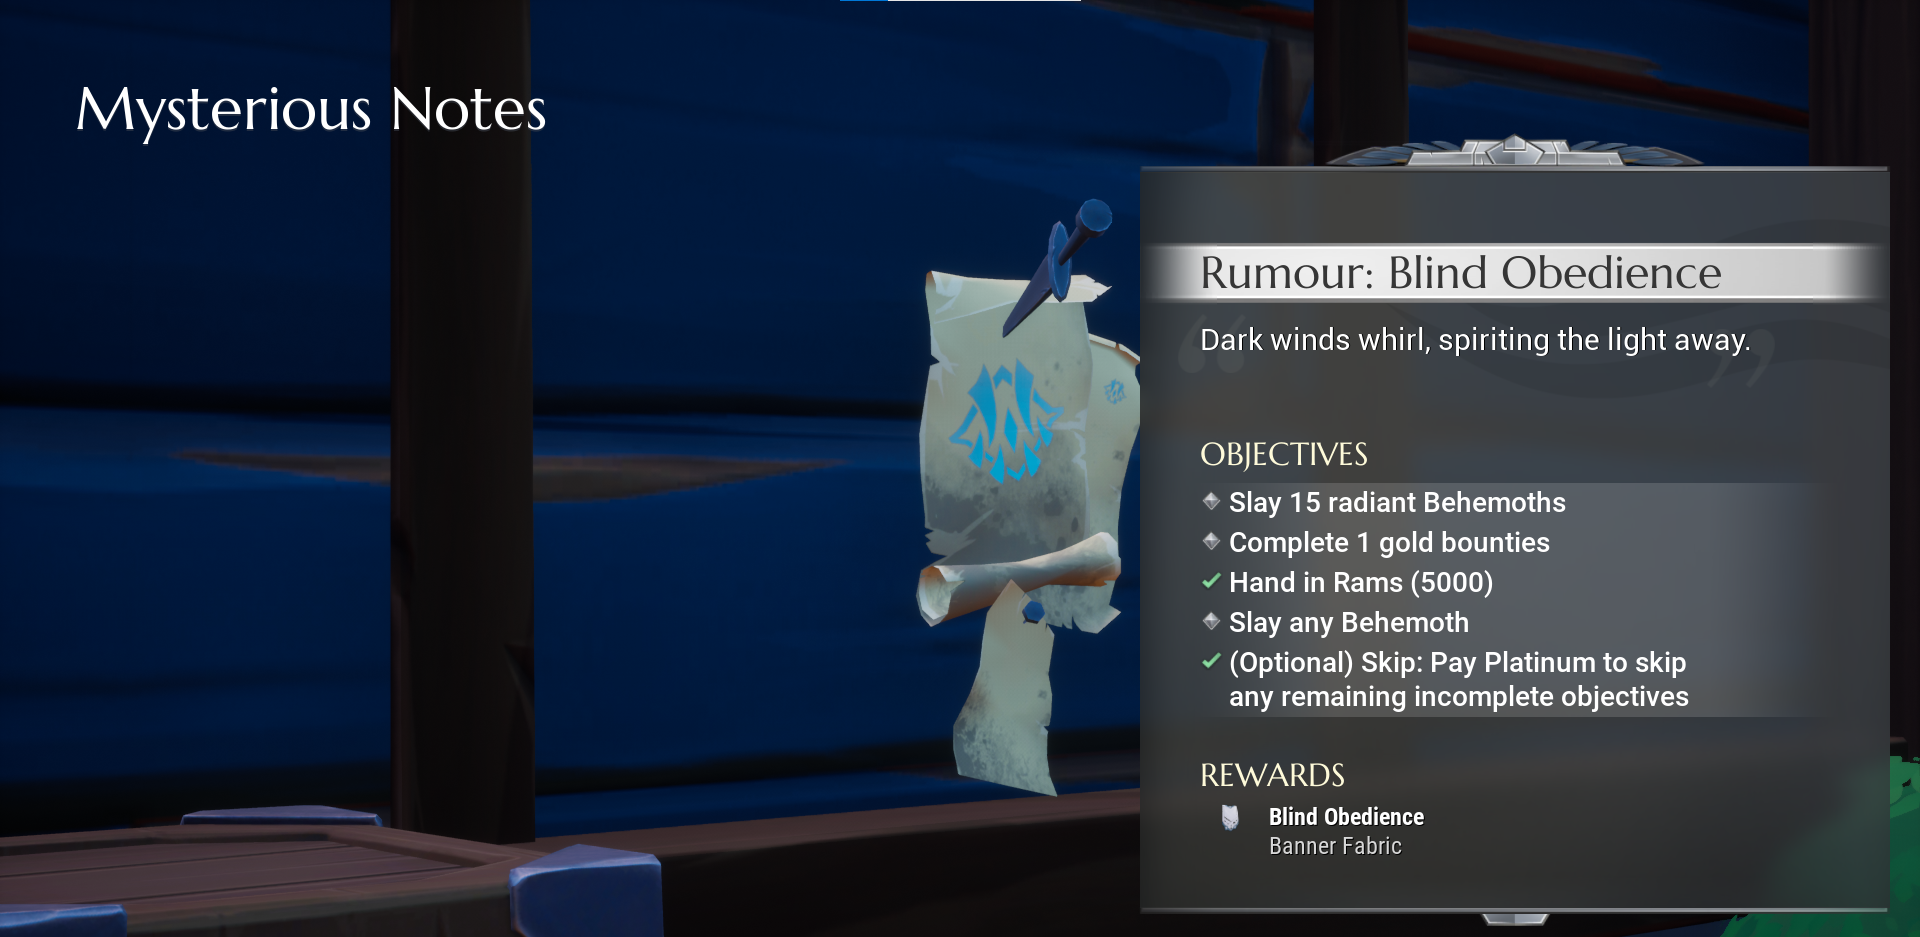 Mysterious Notes
Rumour: Blind Obedience
Dark winds whirl, spiriting the light away.
OBJECTIVES
Slay 15 radiant Behemoths
Complete 1 gold bounties
Hand in Rams (5000)
Slay any Behemoth
(Optional) Skip: Pay Platinum to skip
any remaining incomplete objectives
REWARDS
Blind Obedience
Banner Fabric